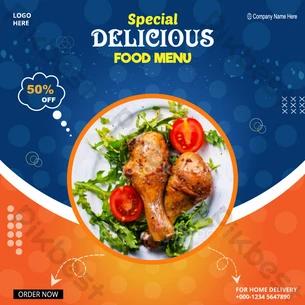 LOGO
HERE
Special
DELICIOUS
FOOD MENU
Company Name Here
50%
OFF
ORDER NOW
FOR HOME DELIVERY
+000-1234 5647890